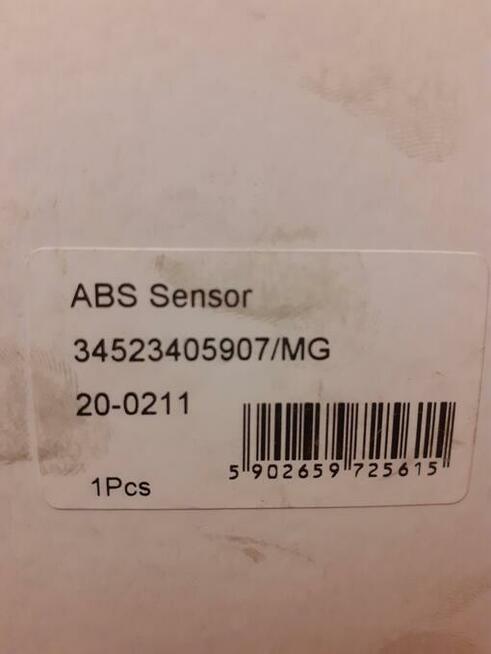 ABS Sensor
34523405907/MG
20-0211
5 902659 725615
1Pcs